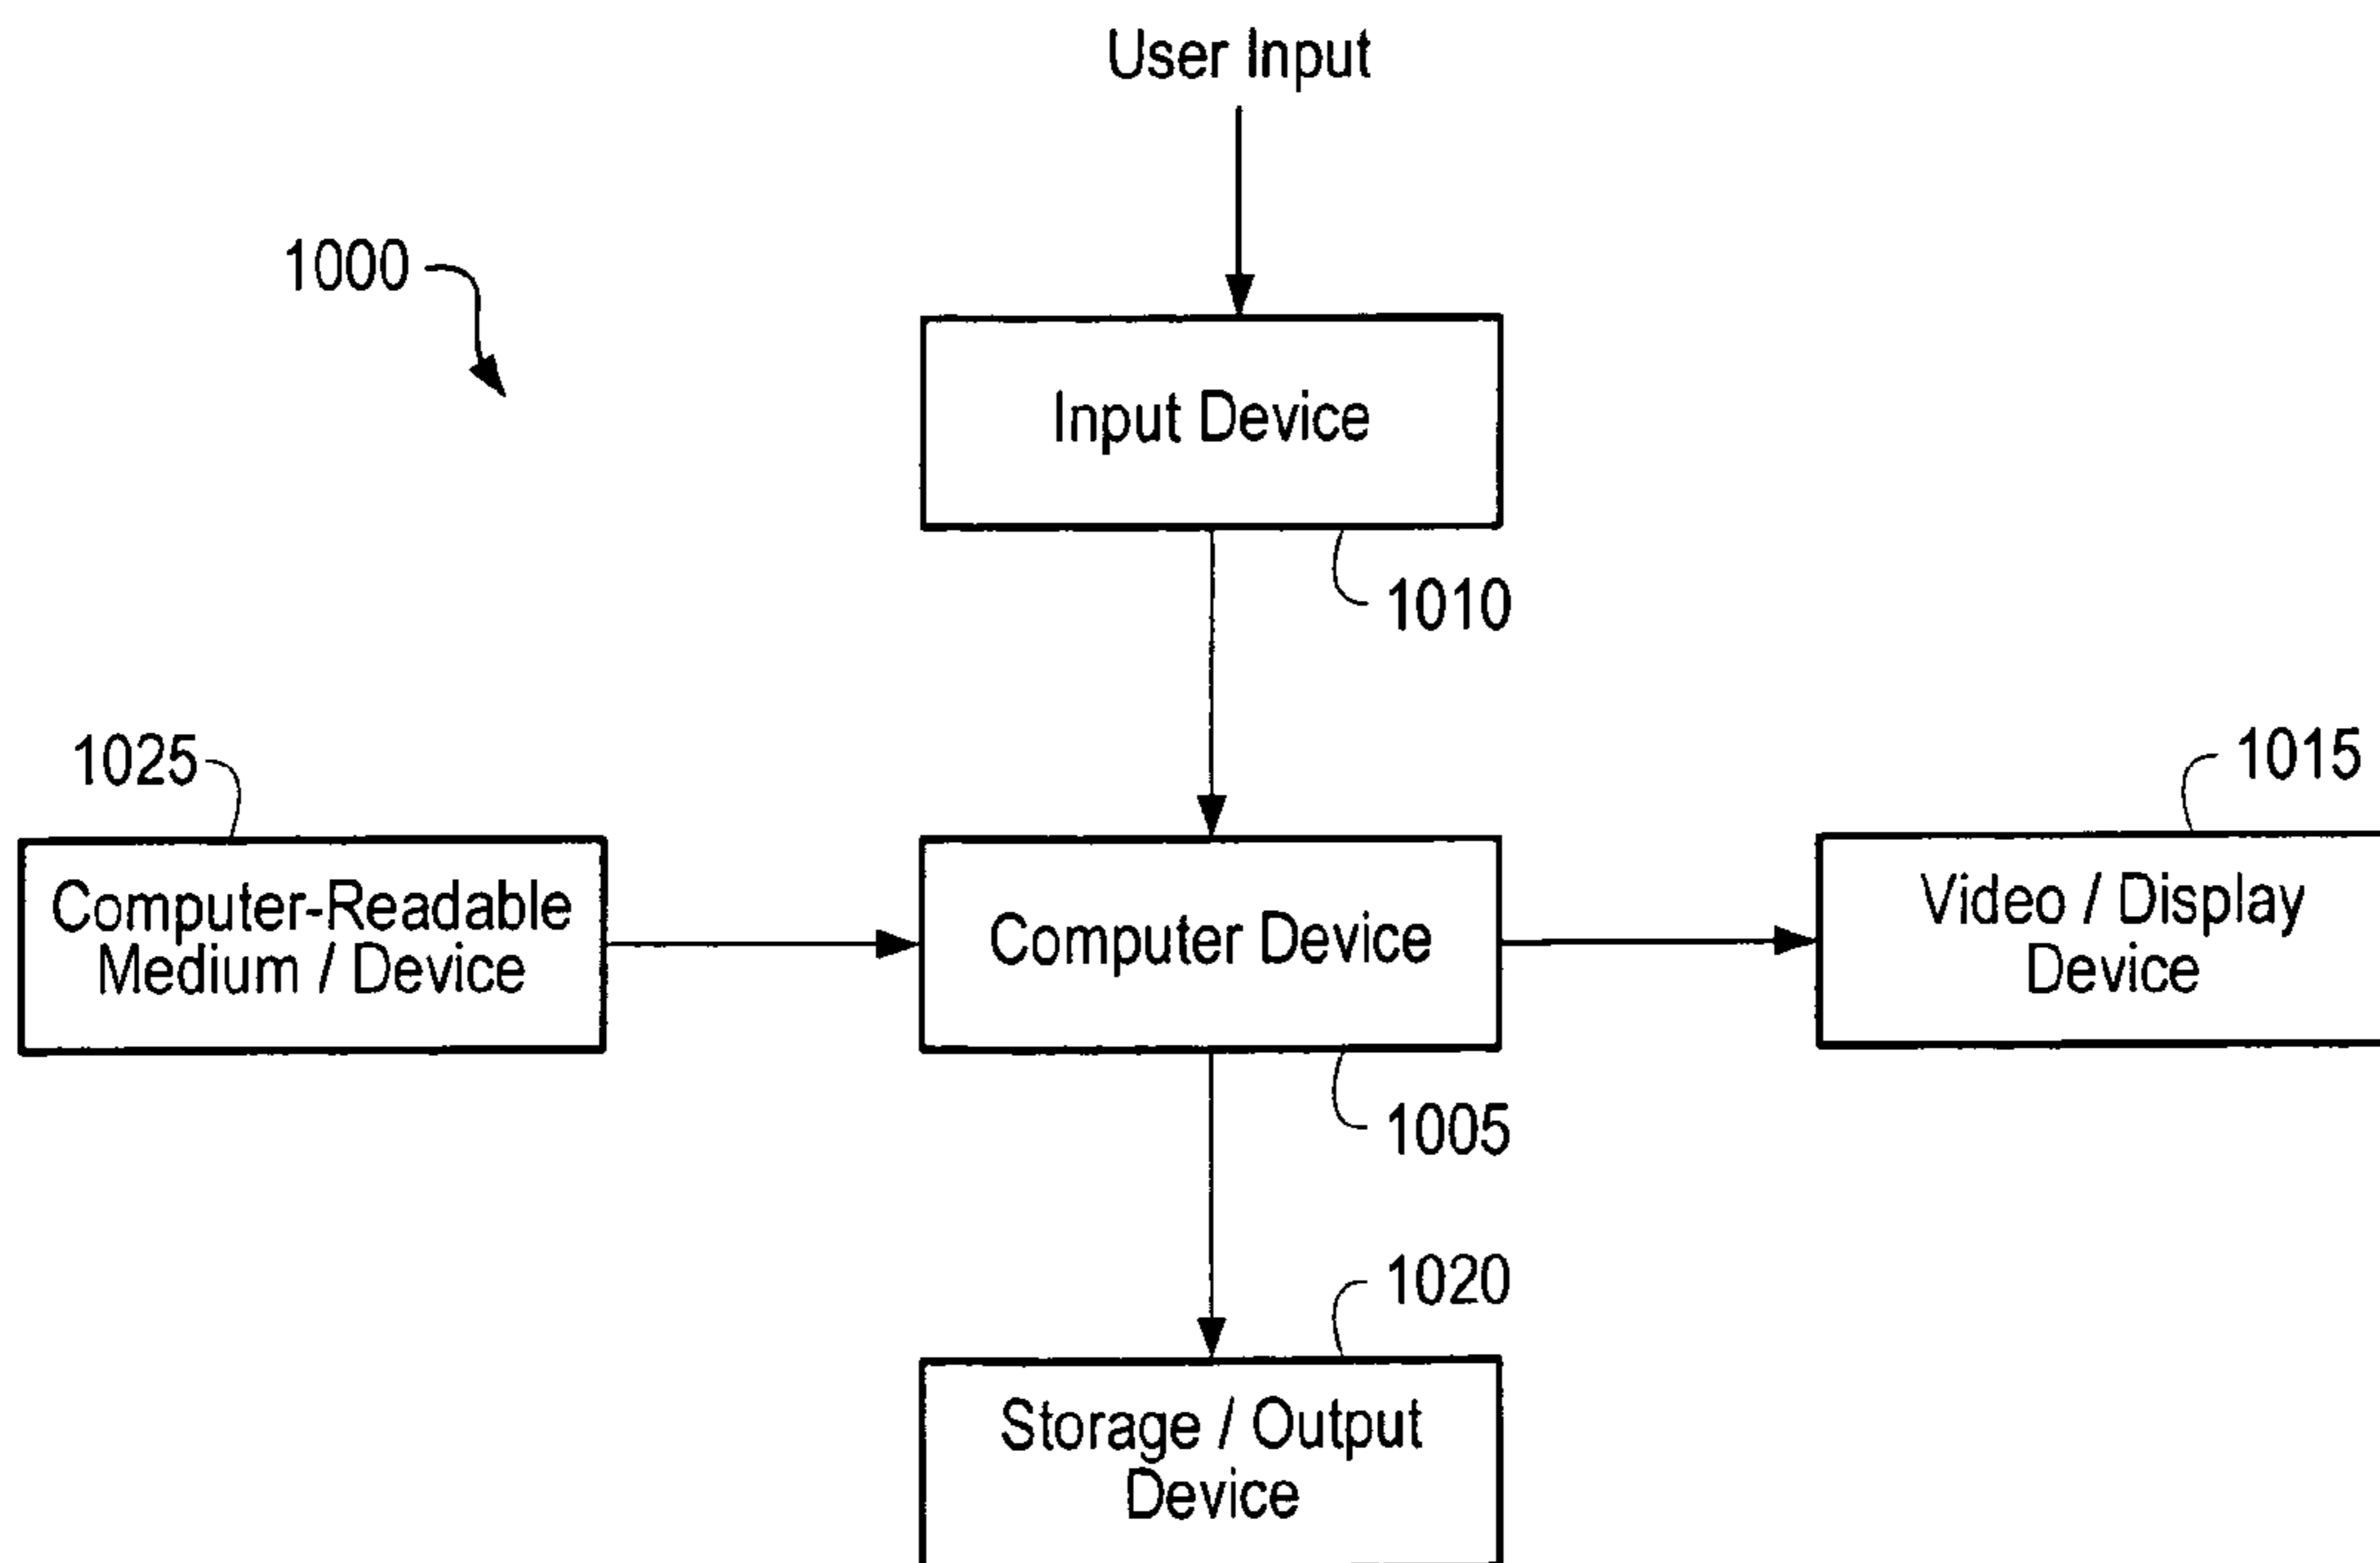 User Input
1000
Input Device
1010
1025
1015
Computer-Readable
Medium / Device
Computer Device
Video / Display
Device
1005
1020
Storage / Output
Device